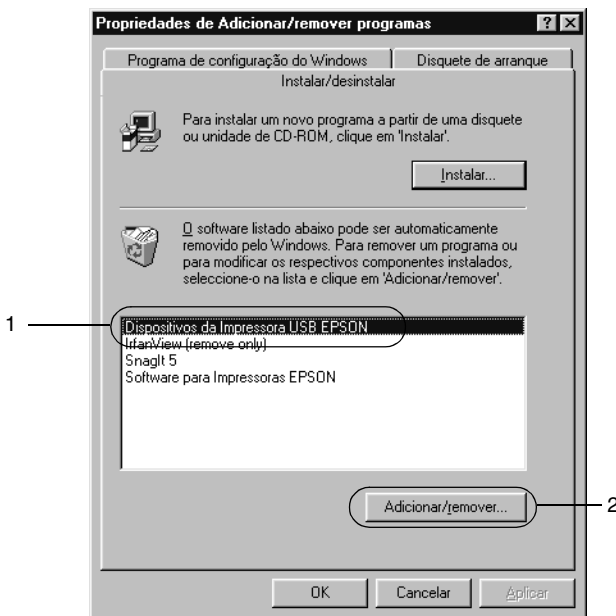 Propriedades de Adicionar/remover programas
Programa de configuração do Windows
Disquete de arranque
Instalar/desinstalar
Para instalar um novo programa a partir de uma disquete
ou unidade de CD-ROM, clique em 'Instalar'.
Instalar...
O software listado abaixo pode ser automaticamente
removido pelo Windows. Para remover um programa ou
para modificar os respectivos componentes instalados,
seleccione-o na lista e clique em 'Adicionar/remover'.
1
Dispositivos da Impressora USB EPSON
IrfanView (remove only)
SnagIt 5
Software para Impressoras EPSON
Adicionar/remover...
2
OK
Cancelar
Aplicar